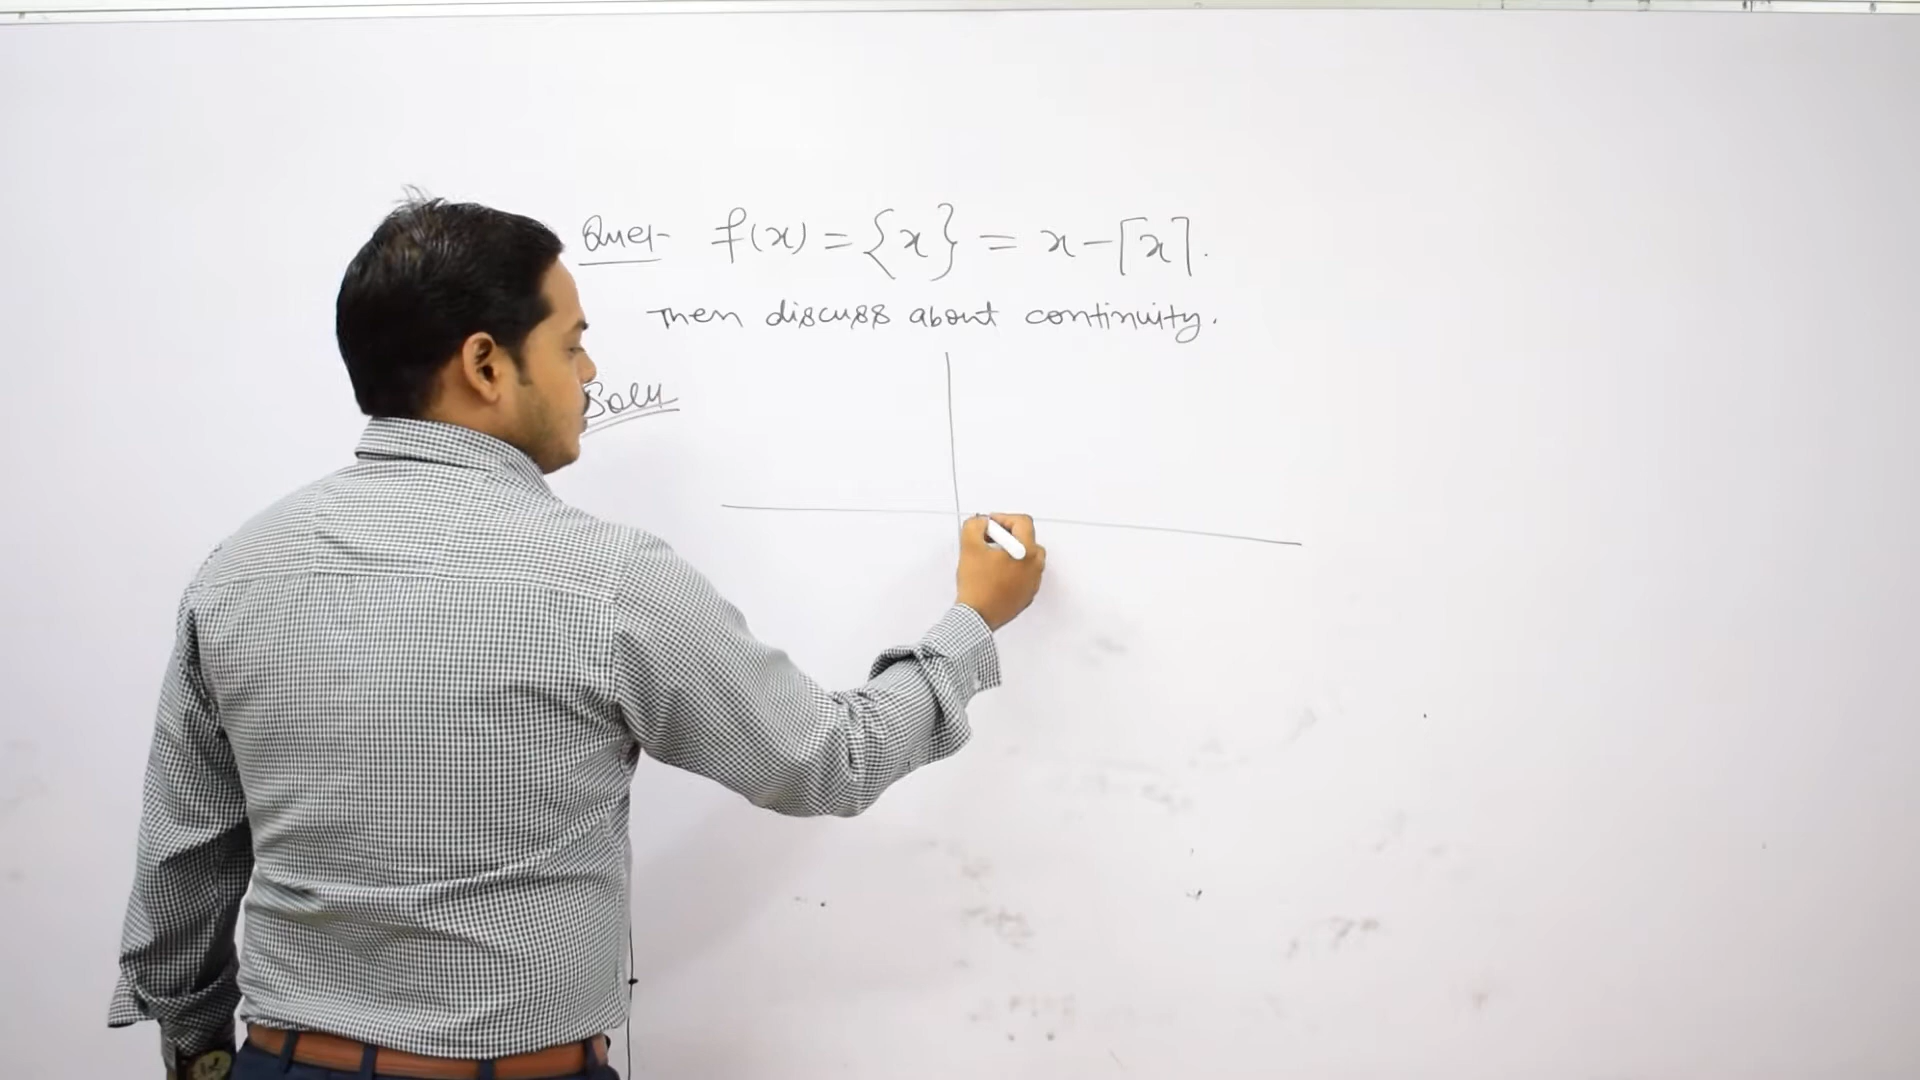 Ques- f(x) = {x} = x-⌈x⌉.
Then discuss about continuity.
Soln